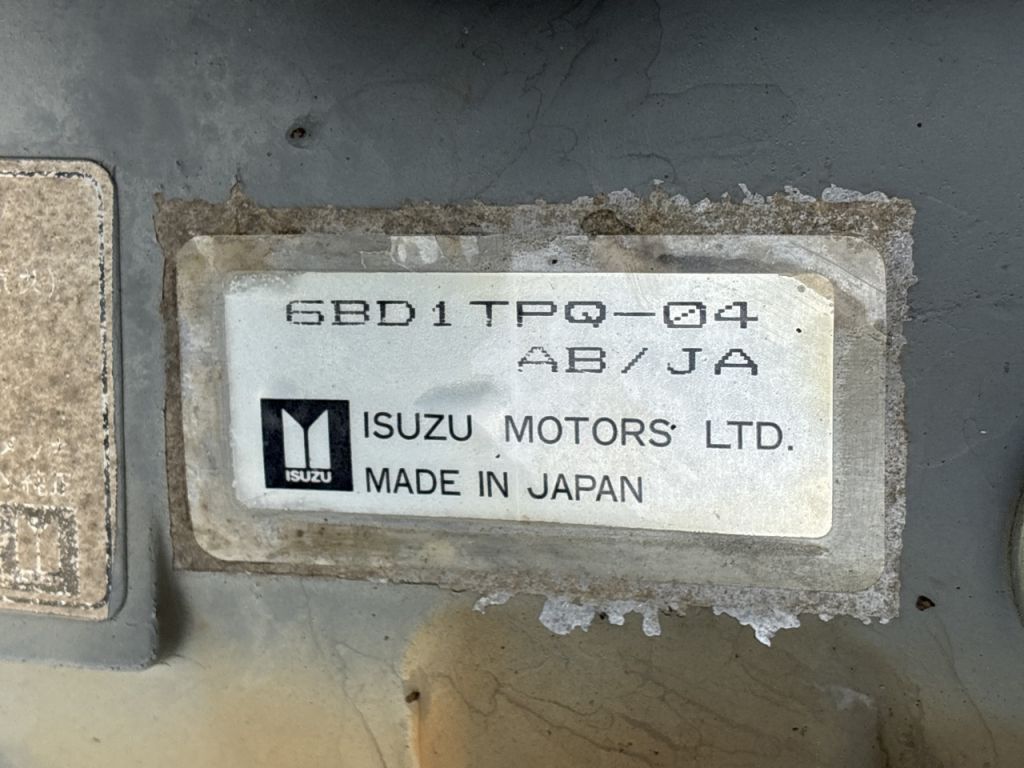 6BD1TPQ-04
AB/JA
ISUZU MOTORS LTD.
ISUZU
MADE IN JAPAN